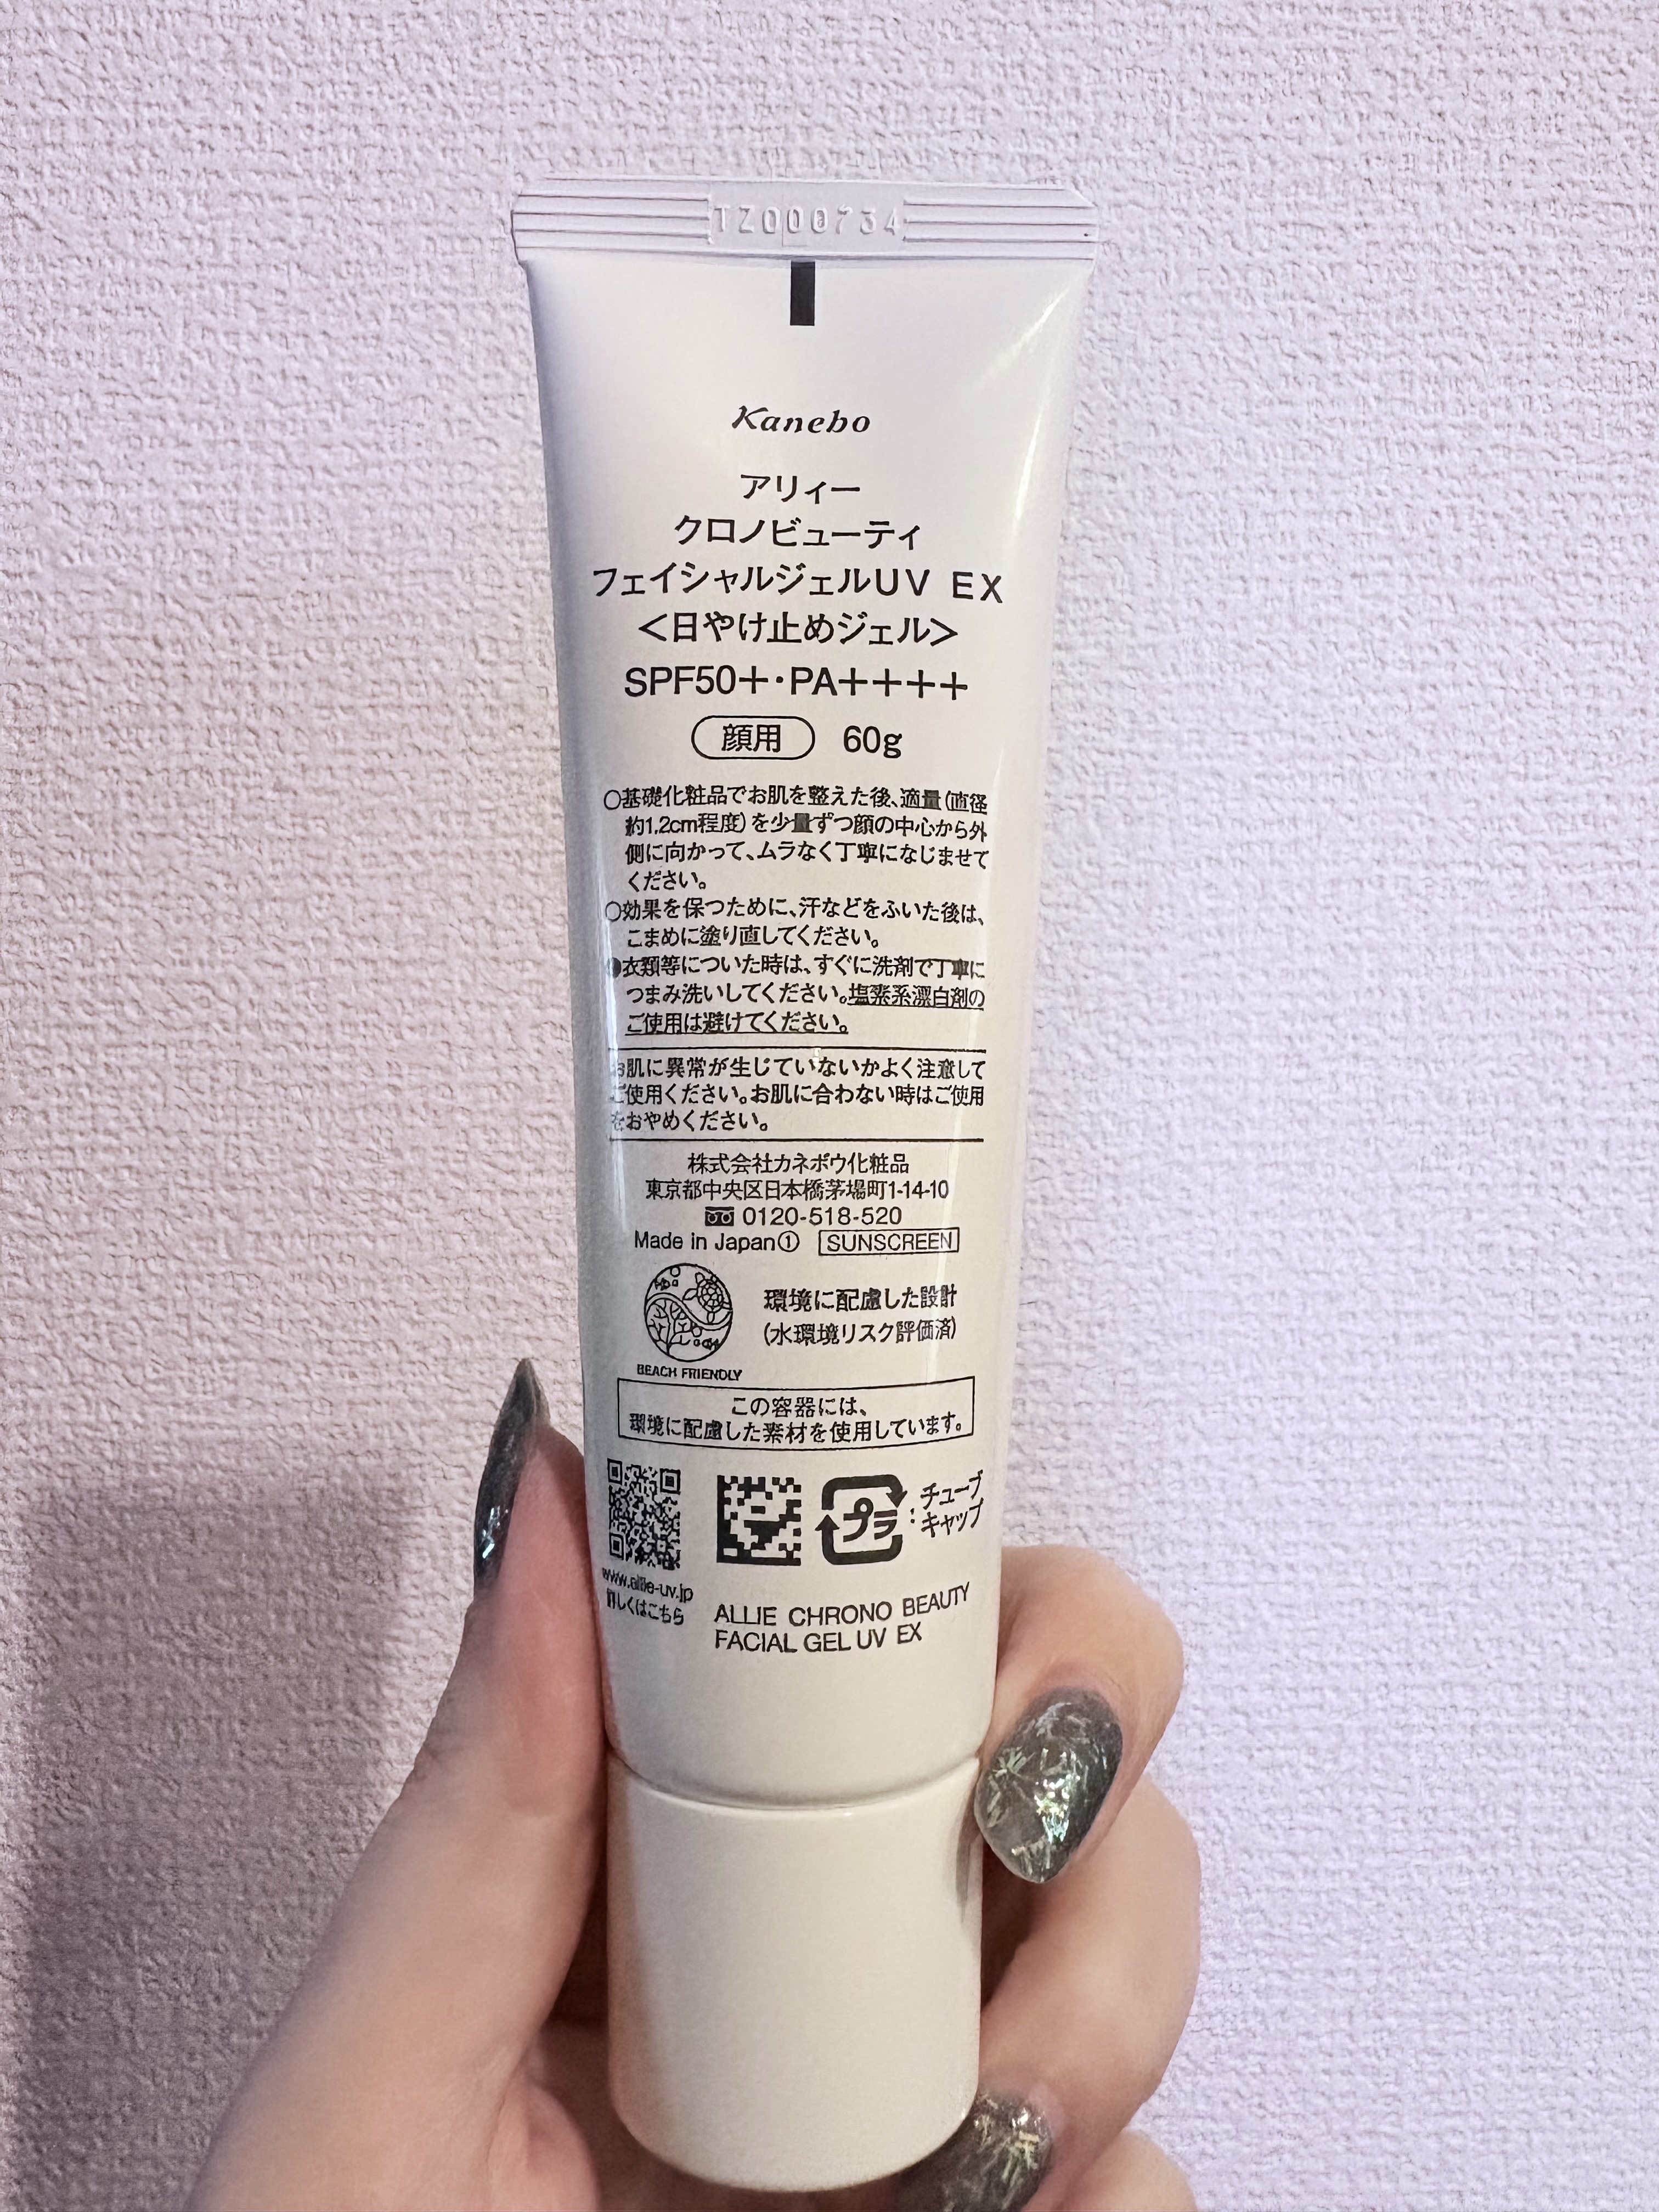 TZ000734
Kanebo
アリィー
クロノビューティ
フェイシャルジェルUV EX
<日やけ止めジェル>
SPF50+・PA++++
顔用 60g
○基礎化粧品でお肌を整えた後、適量(直径
約1.2cm程度)を少量ずつ顔の中心から外
側に向かって、ムラなく丁寧になじませて
ください。
○効果を保つために、汗などをふいた後は、
こまめに塗り直してください。
●衣類等についた時は、すぐに洗剤で丁寧に
つまみ洗いしてください。塩素系漂白剤の
ご使用は避けてください。
お肌に異常が生じていないかよく注意して
ご使用ください。お肌に合わない時はご使用
をおやめください。
株式会社カネボウ化粧品
東京都中央区日本橋茅場町1-14-10
0120-518-520
Made in Japan① SUNSCREEN
環境に配慮した設計
(水環境リスク評価済)
BEACH FRIENDLY
この容器には、
環境に配慮した素材を使用しています。
プラ : チューブ
キャップ
www.allie-uv.jp
詳しくはこちら
ALLIE CHRONO BEAUTY
FACIAL GEL UV EX